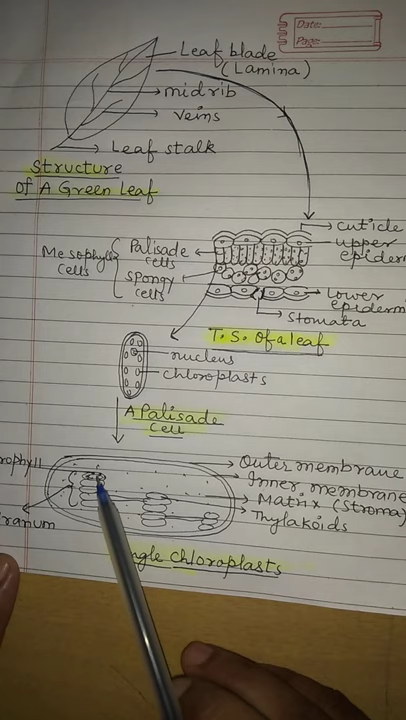 Date:
Page:
Leaf blade
(Lamina)
midrib
veins
Leaf stalk
Structure
of A Green Leaf
cuticle
upper
epiderm
Mesophyll
cells
Palisade
cells
spongy
cells
Lower
epiderm
Stomata
T.S. Of a leaf
nucleus
chloroplasts
A Palisade
cell
rophyll
Outer membrane
Inner membrane
Matrix (Stroma)
Thylakoids
ranum
ngle Chloroplasts